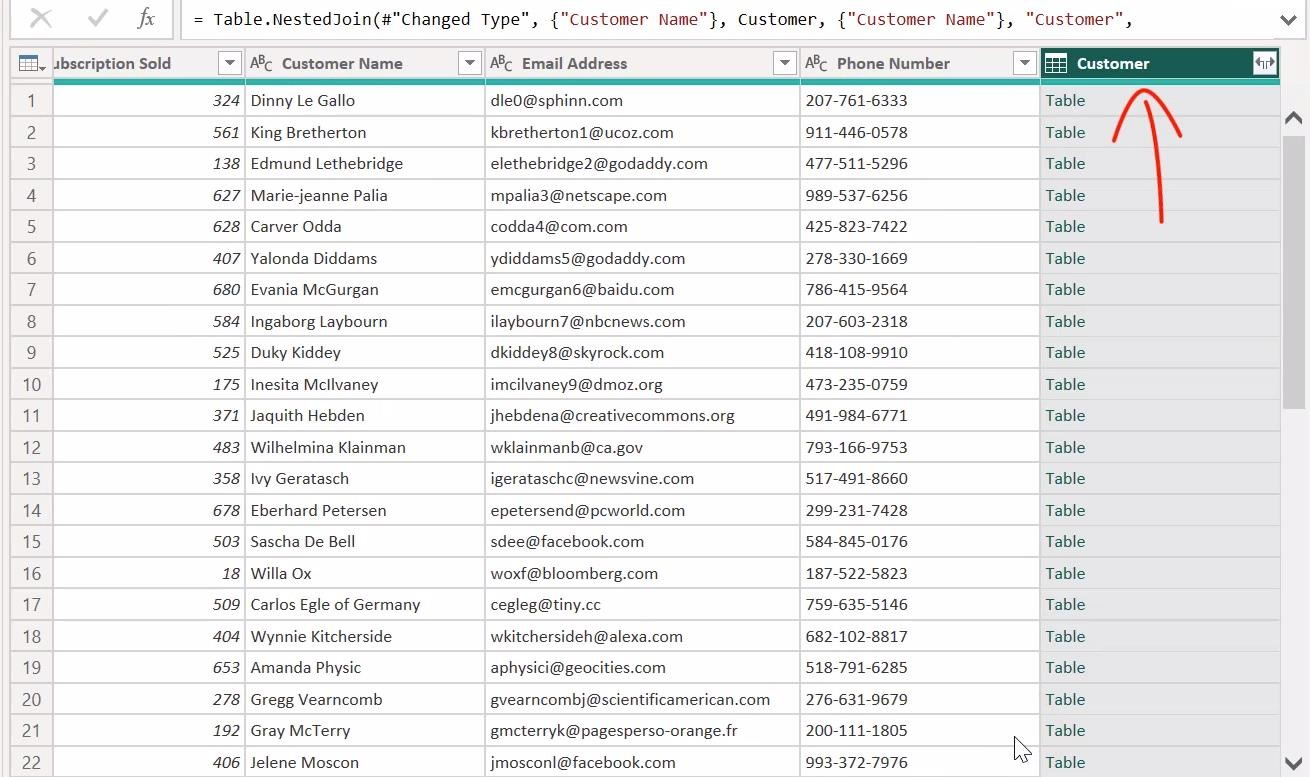 fx = Table.NestedJoin(#"Changed Type", {"Customer Name"}, Customer, {"Customer Name"}, "Customer",
ubscription Sold ABC Customer Name ABC Email Address ABC Phone Number Customer
1 324 Dinny Le Gallo dle0@sphinn.com 207-761-6333 Table
2 561 King Bretherton kbretherton1@ucoz.com 911-446-0578 Table
3 138 Edmund Lethebridge elethebridge2@godaddy.com 477-511-5296 Table
4 627 Marie-jeanne Palia mpalia3@netscape.com 989-537-6256 Table
5 628 Carver Odda codda4@com.com 425-823-7422 Table
6 407 Yalonda Diddams ydiddams5@godaddy.com 278-330-1669 Table
7 680 Evania McGurgan emcgurgan6@baidu.com 786-415-9564 Table
8 584 Ingaborg Laybourn ilaybourn7@nbcnews.com 207-603-2318 Table
9 525 Duky Kiddey dkiddey8@skyrock.com 418-108-9910 Table
10 175 Inesita McIlvaney imcilvaney9@dmoz.org 473-235-0759 Table
11 371 Jaquith Hebden jhebdena@creativecommons.org 491-984-6771 Table
12 483 Wilhelmina Klainman wklainmanb@ca.gov 793-166-9753 Table
13 358 Ivy Geratasch igerataschc@newsvine.com 517-491-8660 Table
14 678 Eberhard Petersen epetersend@pcworld.com 299-231-7428 Table
15 503 Sascha De Bell sdee@facebook.com 584-845-0176 Table
16 18 Willa Ox woxf@bloomberg.com 187-522-5823 Table
17 509 Carlos Egle of Germany cegleg@tiny.cc 759-635-5146 Table
18 404 Wynnie Kitcherside wkitchersideh@alexa.com 682-102-8817 Table
19 653 Amanda Physic aphysici@geocities.com 518-791-6285 Table
20 278 Gregg Vearncomb gvearncombj@scientificamerican.com 276-631-9679 Table
21 192 Gray McTerry gmcterryk@pagesperso-orange.fr 200-111-1805 Table
22 406 Jelene Moscon jmosconl@facebook.com 993-372-7976 Table